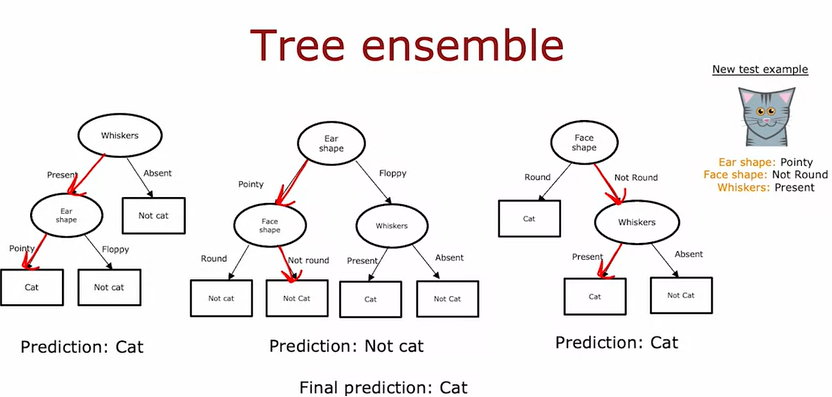 Tree ensemble
New test example
Ear shape: Pointy
Face shape: Not Round
Whiskers: Present
Whiskers
Present
Absent
Ear
shape
Not cat
Pointy
Floppy
Cat
Not cat
Prediction: Cat
Ear
shape
Pointy
Floppy
Face
shape
Whiskers
Round
Not round
Present
Absent
Not cat
Not Cat
Cat
Not Cat
Prediction: Not cat
Face
shape
Round
Not Round
Cat
Whiskers
Present
Absent
Cat
Not Cat
Prediction: Cat
Final prediction: Cat